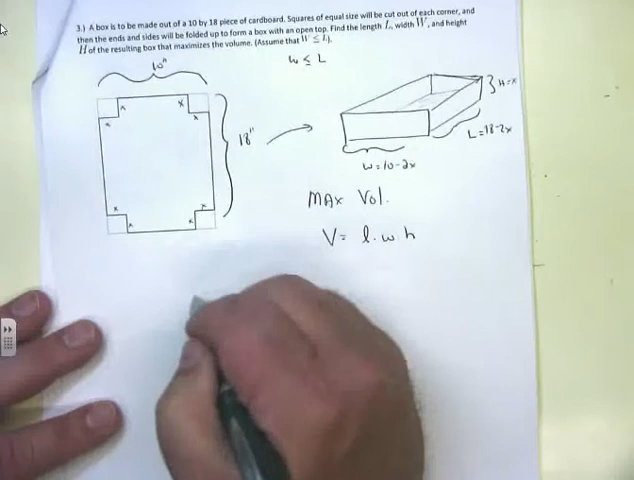 3.) A box is to be made out of a 10 by 18 piece of cardboard. Squares of equal size will be cut out of each corner, and
then the ends and sides will be folded up to form a box with an open top. Find the length L, width W, and height
H of the resulting box that maximizes the volume. (Assume that W ≤ L).
W ≤ L
10"
x x
x x
18"
H=x
L=18-2x
W=10-2x
x x
x x
MAX Vol.
V= l.w h